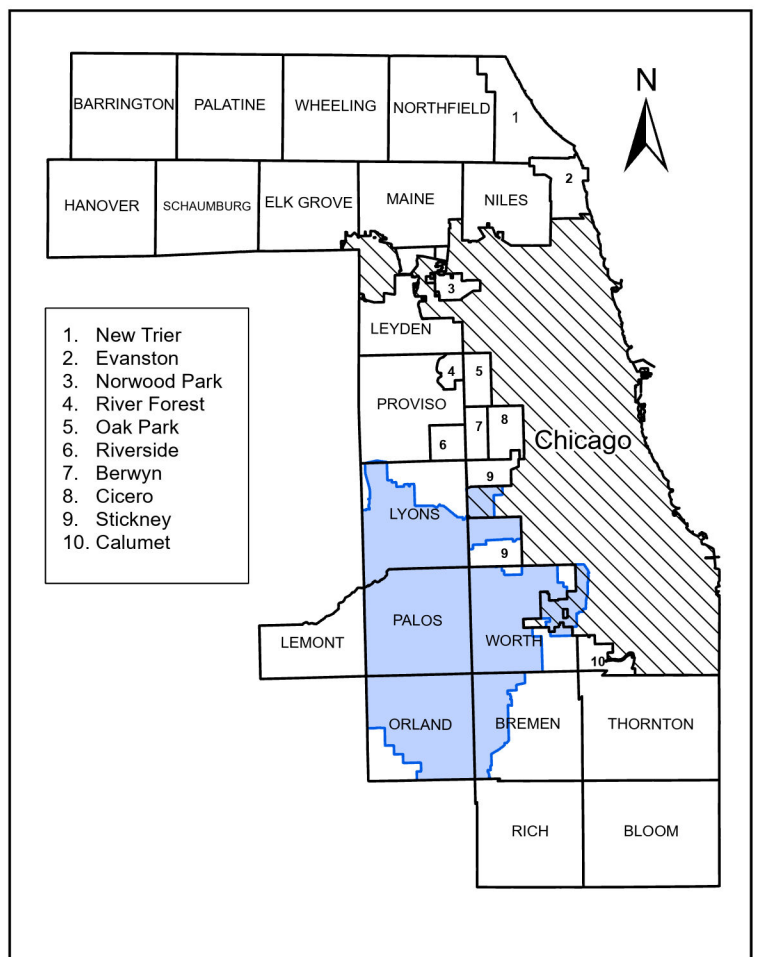 N
BARRINGTON
PALATINE
WHEELING
NORTHFIELD
1
2
HANOVER
SCHAUMBURG
ELK GROVE
MAINE
NILES
3
LEYDEN
1. New Trier
2. Evanston
3. Norwood Park
4. River Forest
5. Oak Park
6. Riverside
7. Berwyn
8. Cicero
9. Stickney
10. Calumet
4
5
PROVISO
7
8
6
Chicago
9
LYONS
9
PALOS
LEMONT
WORTH
10
ORLAND
BREMEN
THORNTON
RICH
BLOOM